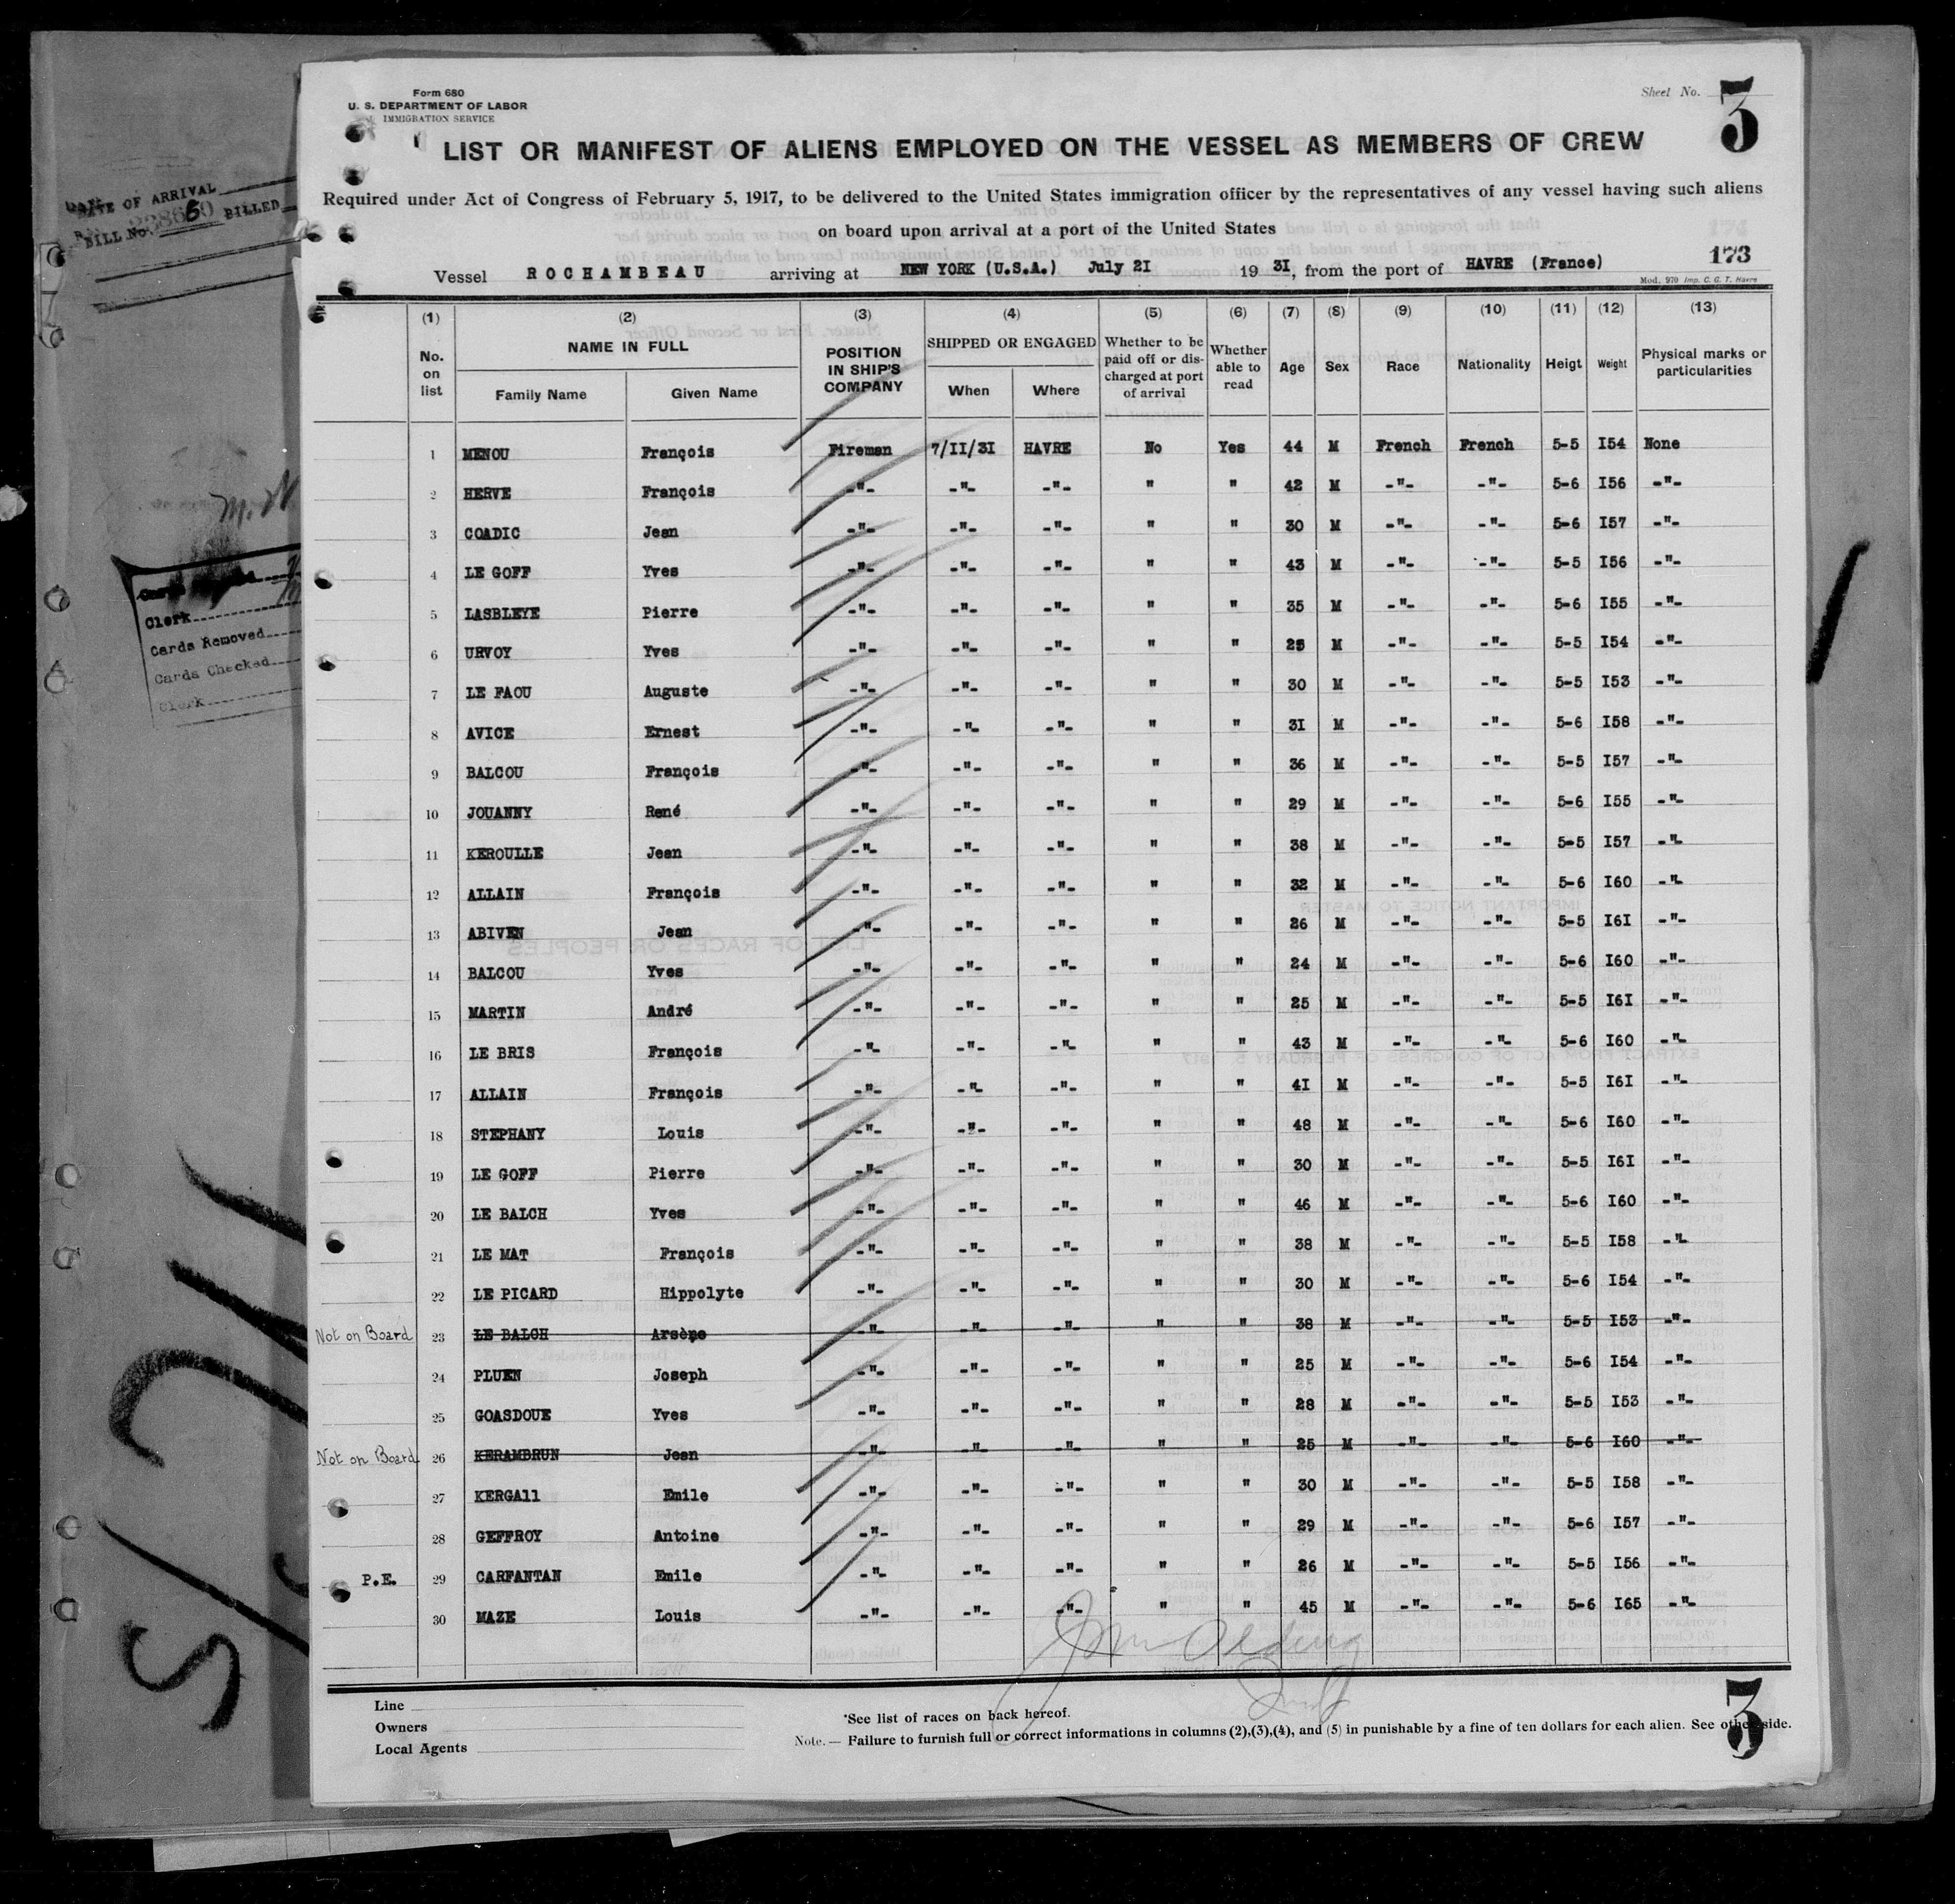 Form 680
U. S. DEPARTMENT OF LABOR
IMMIGRATION SERVICE
Sheet No. 3
LIST OR MANIFEST OF ALIENS EMPLOYED ON THE VESSEL AS MEMBERS OF CREW
Required under Act of Congress of February 5, 1917, to be delivered to the United States immigration officer by the representatives of any vessel having such aliens
on board upon arrival at a port of the United States
173
Vessel ROCHAMBEAU arriving at NEW YORK (U.S.A.) July 2I 19 3I, from the port of HAVRE (France)
Mod. 970 Imp. C. G. T. Havre
(1) (2) (3) (4) (5) (6) (7) (8) (9) (10) (11) (12) (13)
No. on list NAME IN FULL Family Name Given Name POSITION IN SHIP'S COMPANY SHIPPED OR ENGAGED When Where Whether to be paid off or discharged at port of arrival Whether able to read Age Sex Race Nationality Heigt Weight Physical marks or particularities
1 MENOU François Fireman 7/II/3I HAVRE No Yes 44 M French French 5-5 I54 None
2 HERVE François -"- -"- -"- " " 42 M -"- -"- 5-6 I56 -"-
3 COADIC Jean -"- -"- -"- " " 30 M -"- -"- 5-6 I57 -"-
4 LE GOFF Yves -"- -"- -"- " " 43 M -"- -"- 5-5 I56 -"-
5 LASBLEYE Pierre -"- -"- -"- " " 35 M -"- -"- 5-6 I55 -"-
6 URVOY Yves -"- -"- -"- " " 25 M -"- -"- 5-5 I54 -"-
7 LE FAOU Auguste -"- -"- -"- " " 30 M -"- -"- 5-5 I53 -"-
8 AVICE Ernest -"- -"- -"- " " 3I M -"- -"- 5-6 I58 -"-
9 BALCOU François -"- -"- -"- " " 36 M -"- -"- 5-5 I57 -"-
10 JOUANNY René -"- -"- -"- " " 29 M -"- -"- 5-6 I55 -"-
11 KEROULLE Jean -"- -"- -"- " " 38 M -"- -"- 5-5 I57 -"-
12 ALLAIN François -"- -"- -"- " " 32 M -"- -"- 5-6 I60 -"-
13 ABIVEN Jean -"- -"- -"- " " 26 M -"- -"- 5-5 I6I -"-
14 BALCOU Yves -"- -"- -"- " " 24 M -"- -"- 5-6 I60 -"-
15 MARTIN André -"- -"- -"- " " 25 M -"- -"- 5-5 I6I -"-
16 LE BRIS François -"- -"- -"- " " 43 M -"- -"- 5-6 I60 -"-
17 ALLAIN François -"- -"- -"- " " 4I M -"- -"- 5-5 I6I -"-
18 STEPHANY Louis -"- -"- -"- " " 48 M -"- -"- 5-6 I60 -"-
19 LE GOFF Pierre -"- -"- -"- " " 30 M -"- -"- 5-5 I6I -"-
20 LE BALCH Yves -"- -"- -"- " " 46 M -"- -"- 5-6 I60 -"-
21 LE MAT François -"- -"- -"- " " 38 M -"- -"- 5-5 I58 -"-
22 LE PICARD Hippolyte -"- -"- -"- " " 30 M -"- -"- 5-6 I54 -"-
Not on Board 23 LE BALCH Arsène -"- -"- -"- " " 38 M -"- -"- 5-5 I53 -"-
24 PLUEN Joseph -"- -"- -"- " " 25 M -"- -"- 5-6 I54 -"-
25 GOASDOUE Yves -"- -"- -"- " " 28 M -"- -"- 5-5 I53 -"-
Not on Board 26 KERAMBRUN Jean -"- -"- -"- " " 25 M -"- -"- 5-6 I60 -"-
27 KERGAll Emile -"- -"- -"- " " 30 M -"- -"- 5-5 I58 -"-
28 GEFFROY Antoine -"- -"- -"- " " 29 M -"- -"- 5-6 I57 -"-
P.E. 29 CARFANTAN Emile -"- -"- -"- " " 26 M -"- -"- 5-5 I56 -"-
30 MAZE Louis -"- -"- -"- " " 45 M -"- -"- 5-6 I65 -"-
Line
Owners
Local Agents
*See list of races on back hereof.
Note. — Failure to furnish full or correct informations in columns (2),(3),(4), and (5) in punishable by a fine of ten dollars for each alien. See other side.
3
DATE OF ARRIVAL
BILL No. BILLED
Clerk
Cards Removed
Cards Checked
Clerk